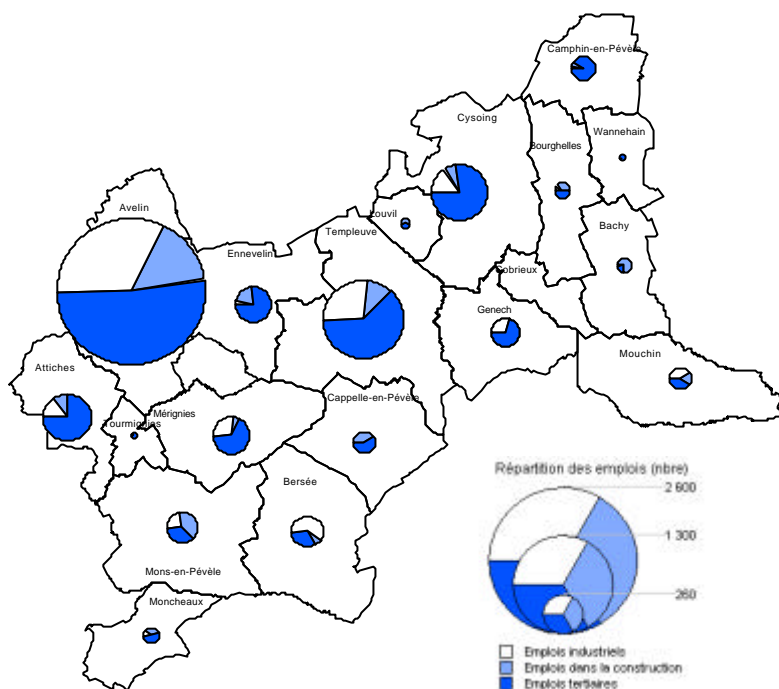 Camphin-en-Pévèle
Cysoing
Wannehain
Bourghelles
Avelin
Louvil
Bachy
Templeuve
Ennevelin
Cobrieux
Genech
Mouchin
Attiches
Cappelle-en-Pévèle
Tourmignies
Mérignies
Bersée
Mons-en-Pévèle
Moncheaux
Répartition des emplois (nbre)
2 600
1 300
260
Emplois industriels
Emplois dans la construction
Emplois tertiaires